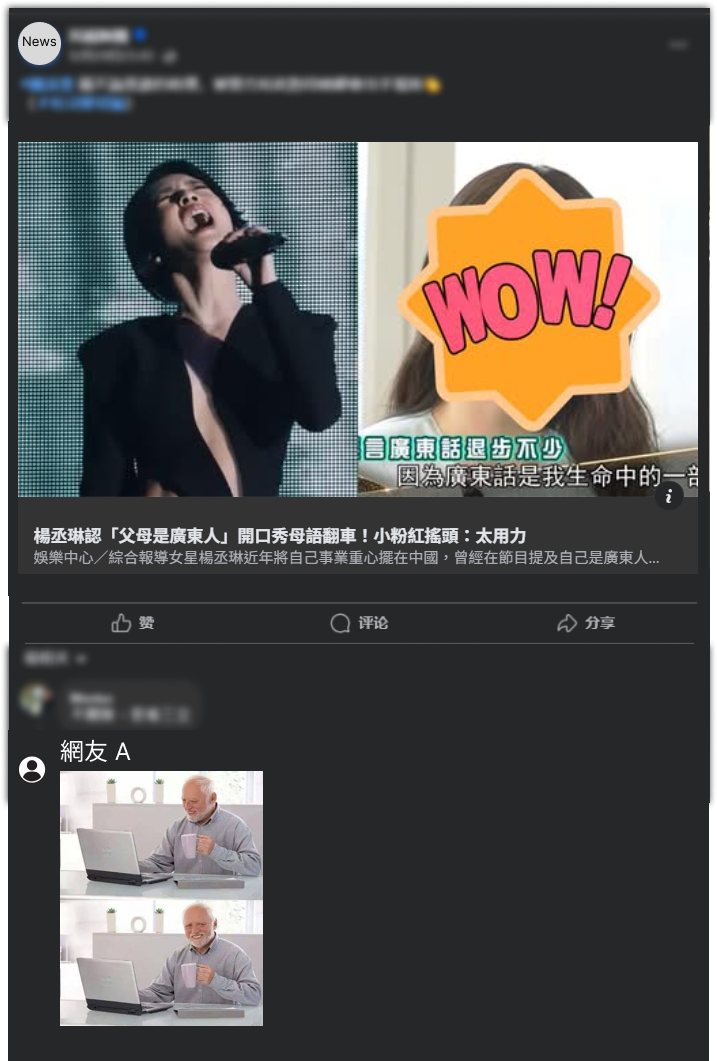 News
WOW!
言廣東話退步不少
因為廣東話是我生命中的一部
楊丞琳認「父母是廣東人」開口秀母語翻車！小粉紅搖頭：太用力
娛樂中心／綜合報導女星楊丞琳近年將自己事業重心擺在中國，曾經在節目提及自己是廣東人...
赞 评论 分享
網友 A